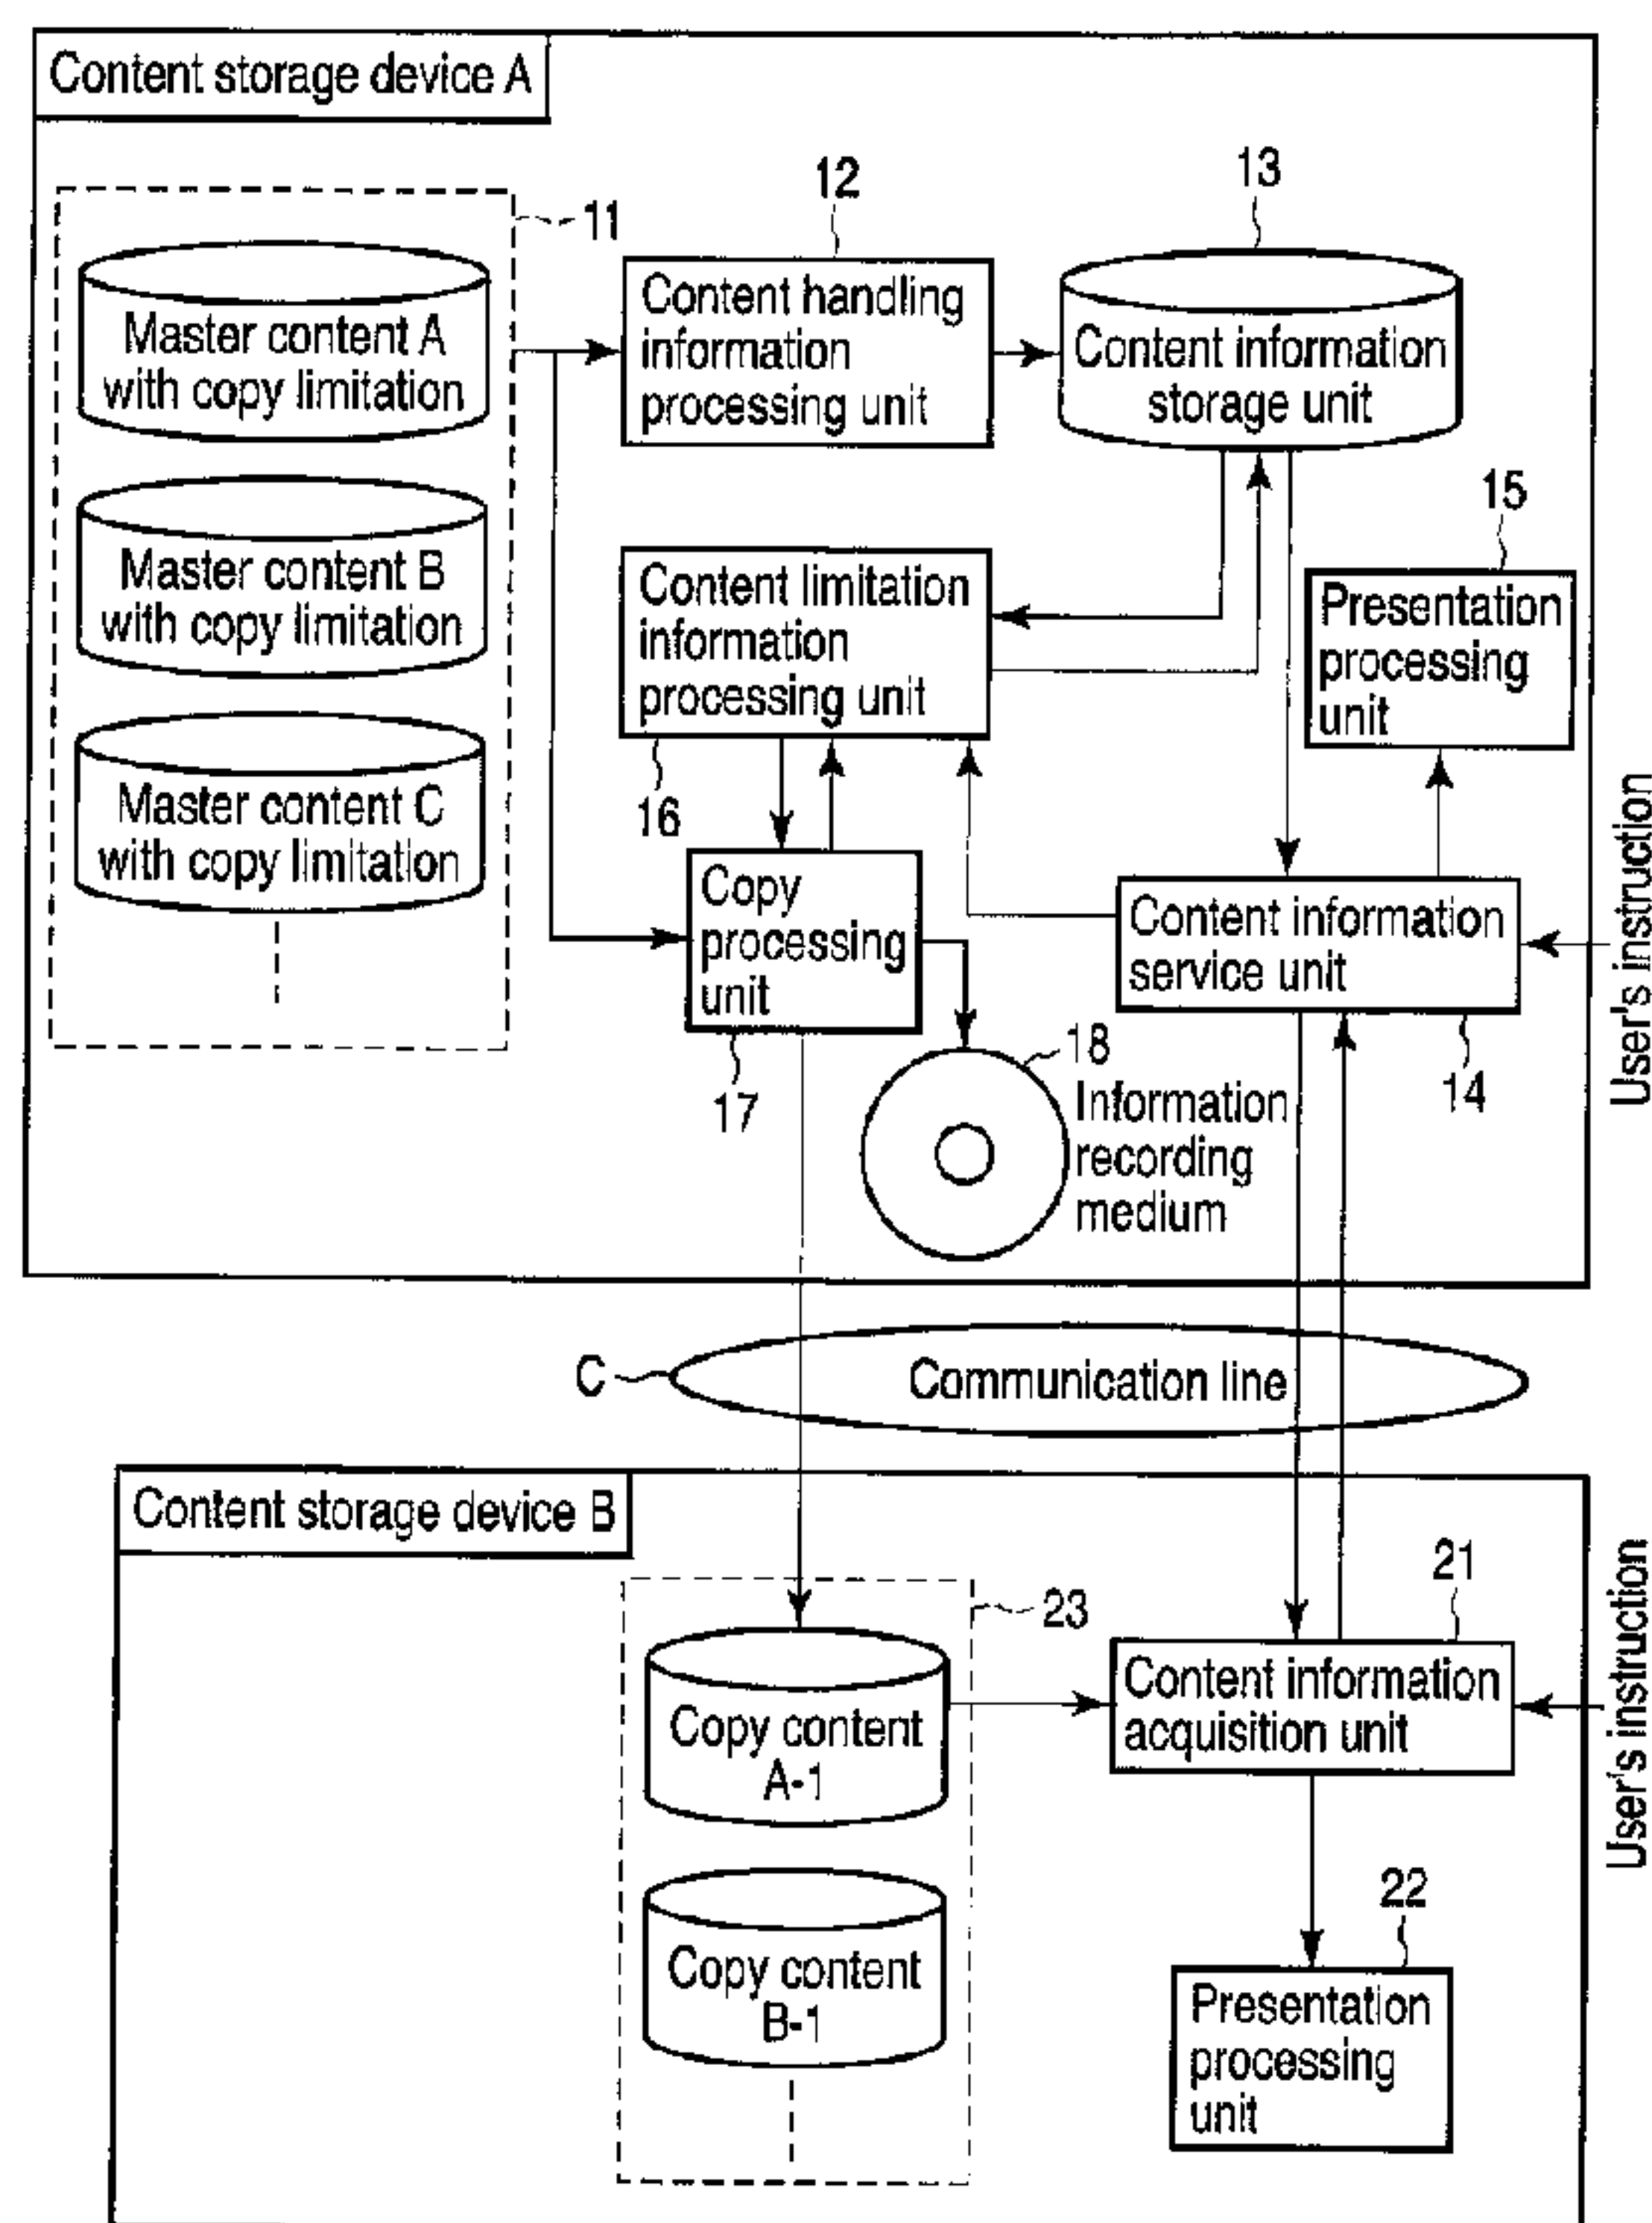 Content storage device A
12
13
11
Master content A
with copy limitation
Content handling
information
processing unit
Content information
storage unit
15
Master content B
with copy limitation
Content limitation
information
processing unit
Presentation
processing
unit
Master content C
with copy limitation
16
Copy
processing
unit
Content information
service unit
User's instruction
17
18
Information
recording
medium
14
C
Communication line
Content storage device B
21
23
Copy content
A-1
Content information
acquisition unit
User's instruction
22
Copy content
B-1
Presentation
processing
unit